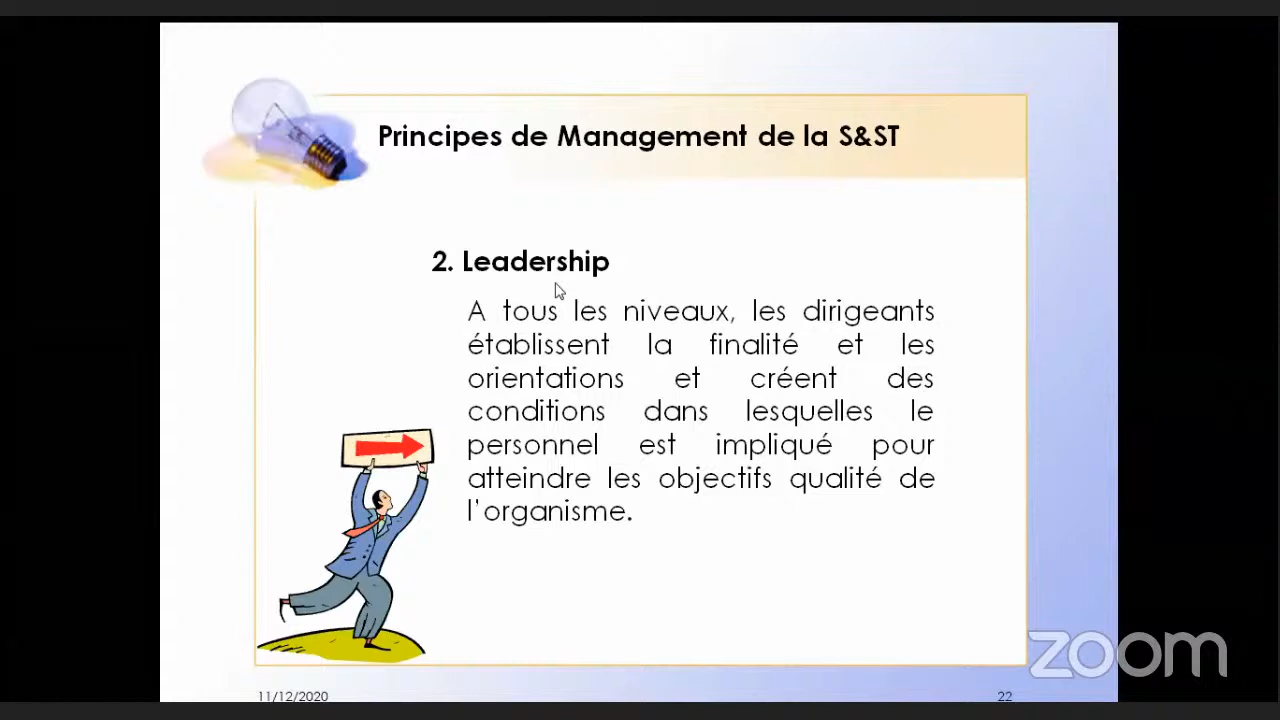 Principes de Management de la S&ST
2. Leadership
A tous les niveaux, les dirigeants
établissent la finalité et les
orientations et créent des
conditions dans lesquelles le
personnel est impliqué pour
atteindre les objectifs qualité de
l'organisme.
zoom
11/12/2020
22